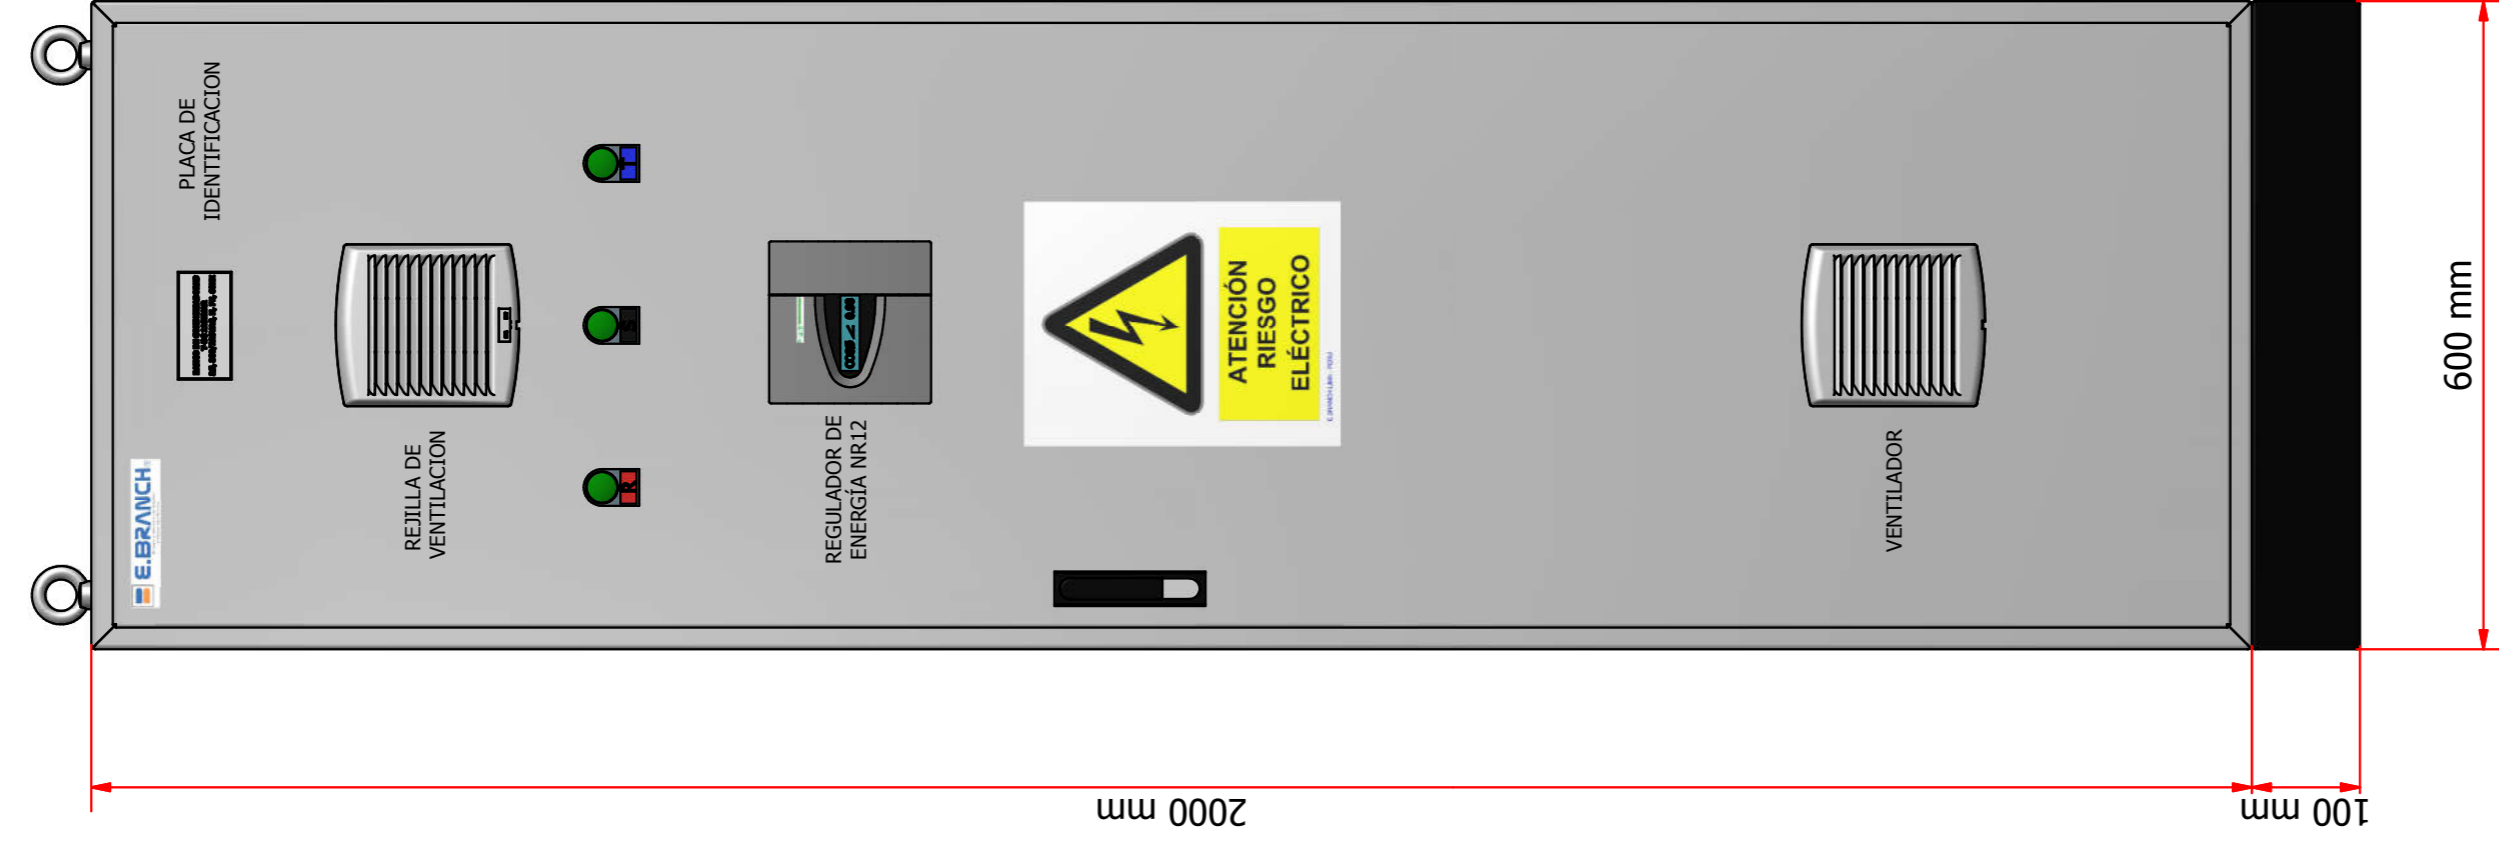 E.BRANCH
PLACA DE
IDENTIFICACION
REJILLA DE
VENTILACION
R
S
T
REGULADOR DE
ENERGÍA NR12
ATENCIÓN
RIESGO
ELÉCTRICO
VENTILADOR
2000 mm
100 mm
600 mm